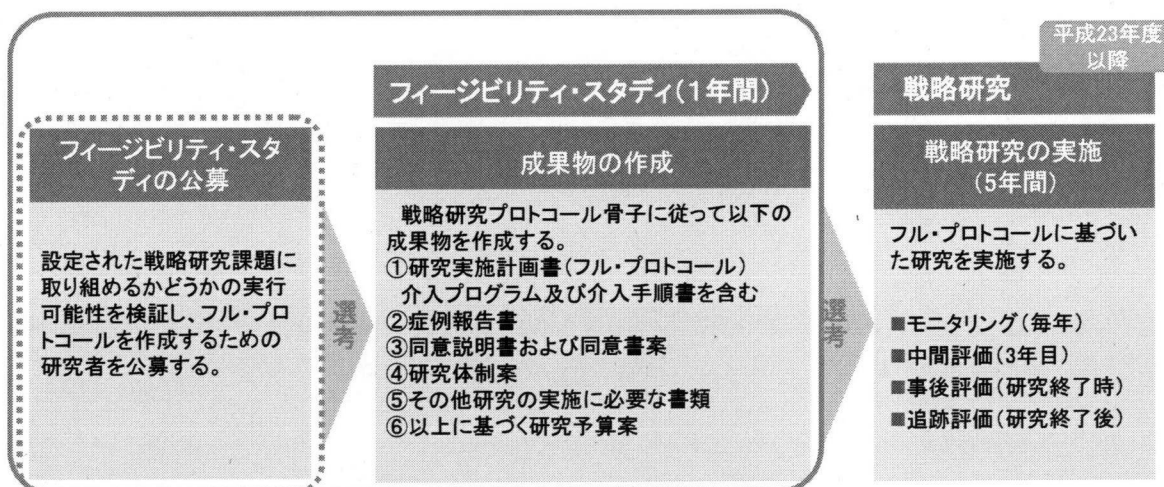 平成23年度
以降
フィージビリティ・スタディ(1年間)
戦略研究
フィージビリティ・スタ
ディの公募
設定された戦略研究課題に
取り組めるかどうかの実行
可能性を検証し、フル・プロ
トコールを作成するための
研究者を公募する。
選考
成果物の作成
戦略研究プロトコール骨子に従って以下の
成果物を作成する。
①研究実施計画書(フル・プロトコール)
介入プログラム及び介入手順書を含む
②症例報告書
③同意説明書および同意書案
④研究体制案
⑤その他研究の実施に必要な書類
⑥以上に基づく研究予算案
選考
戦略研究の実施
(5年間)
フル・プロトコールに基づい
た研究を実施する。
■モニタリング(毎年)
■中間評価(3年目)
■事後評価(研究終了時)
■追跡評価(研究終了後)